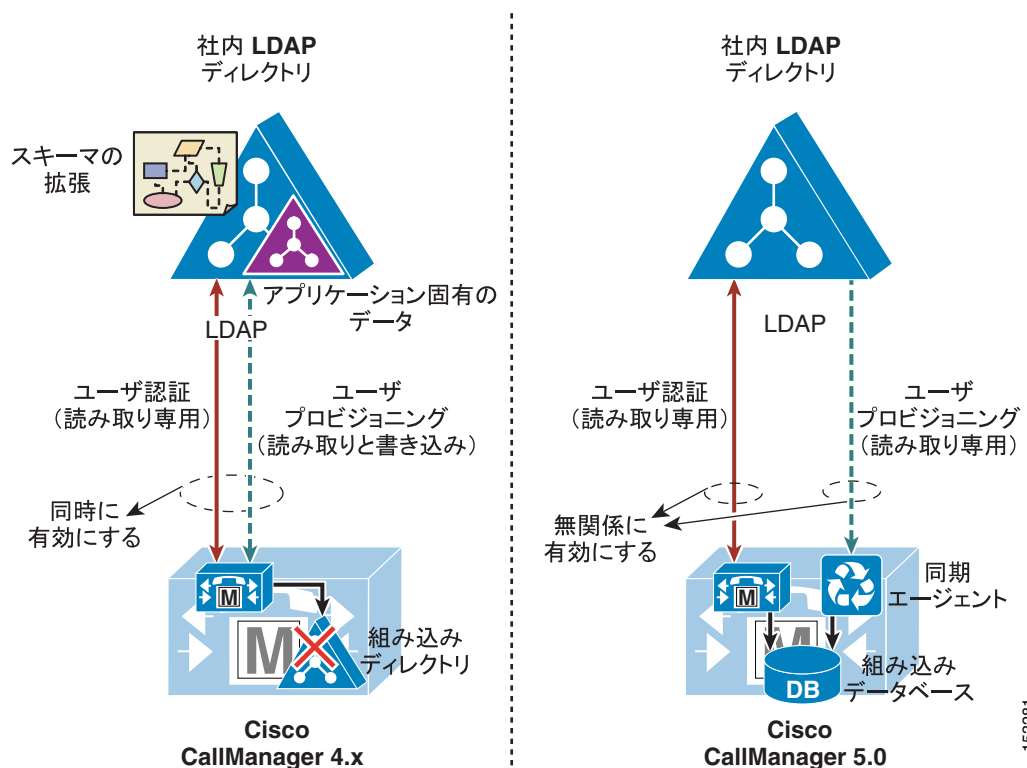 社内 LDAP
ディレクトリ
スキーマの
拡張
アプリケーション固有の
データ
LDAP
ユーザ認証
(読み取り専用)
ユーザ
プロビジョニング
(読み取りと書き込み)
同時に
有効にする
M
M
組み込み
ディレクトリ
Cisco
CallManager 4.x
社内 LDAP
ディレクトリ
LDAP
ユーザ認証
(読み取り専用)
ユーザ
プロビジョニング
(読み取り専用)
無関係に
有効にする
M
同期
エージェント
M
DB
組み込み
データベース
Cisco
CallManager 5.0